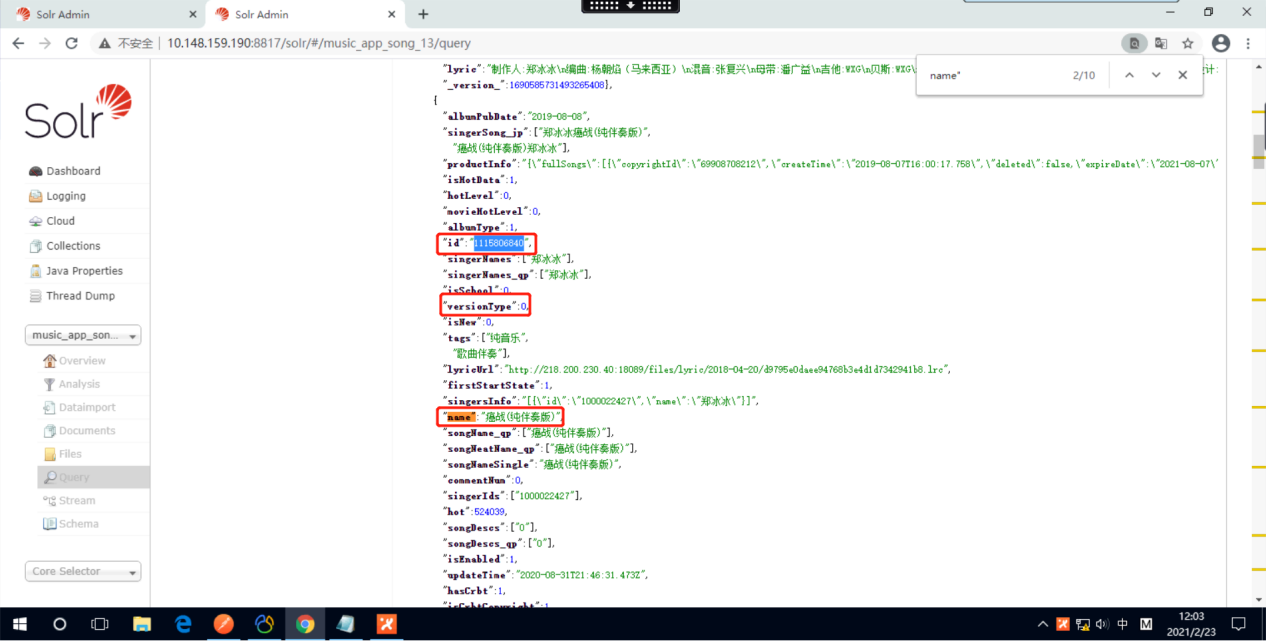 Solr Admin
Solr Admin
不安全 10.148.159.190:8817/solr/#/music_app_song_13/query
name" 2/10
Solr
Dashboard
Logging
Cloud
Collections
Java Properties
Thread Dump
music_app_son...
Overview
Analysis
Dataimport
Documents
Files
Query
Stream
Schema
Core Selector
"lyric":"制作人:郑冰冰\n编曲:杨朝焰（马来西亚）\n混音:张复兴\n母带:潘广益\n吉他:WXG\n贝斯:WXG\
"_version_":1690585731493265408},
{
"albumPubDate":"2019-08-08",
"singerSong_jp":["郑冰冰癌战(纯伴奏版)",
"癌战(纯伴奏版)郑冰冰"],
"productInfo":"{\"fullSongs\":[{\"copyrightId\":\"69908708212\",\"createTime\":\"2019-08-07T16:00:17.758\",\"deleted\":false,\"expireDate\":\"2021-08-07\"
"isHotData":1,
"hotLevel":0,
"movieHotLevel":0,
"albumType":1,
"id":"1115806840",
"singerNames":["郑冰冰"],
"singerNames_qp":["郑冰冰"],
"isSchool":0,
"versionType":0,
"isNew":0,
"tags":["纯音乐",
"歌曲伴奏"],
"lyricUrl":"http://218.200.230.40:18089/files/lyric/2018-04-20/d9795e0daee94768b3e4d1d7342941b8.lrc",
"firstStartState":1,
"singersInfo":"[{\"id\":\"1000022427\",\"name\":\"郑冰冰\"}]",
"name":"癌战(纯伴奏版)",
"songName_qp":["癌战(纯伴奏版)"],
"songHeatName_qp":["癌战(纯伴奏版)"],
"songNameSingle":"癌战(纯伴奏版)",
"commentNum":0,
"singerIds":["1000022427"],
"hot":524039,
"songDescs":["0"],
"songDescs_qp":["0"],
"isEnabled":1,
"updateTime":"2020-08-31T21:46:31.473Z",
"hasCrbt":1,
"isCrbtCopyright":1
中
M
12:03
2021/2/23